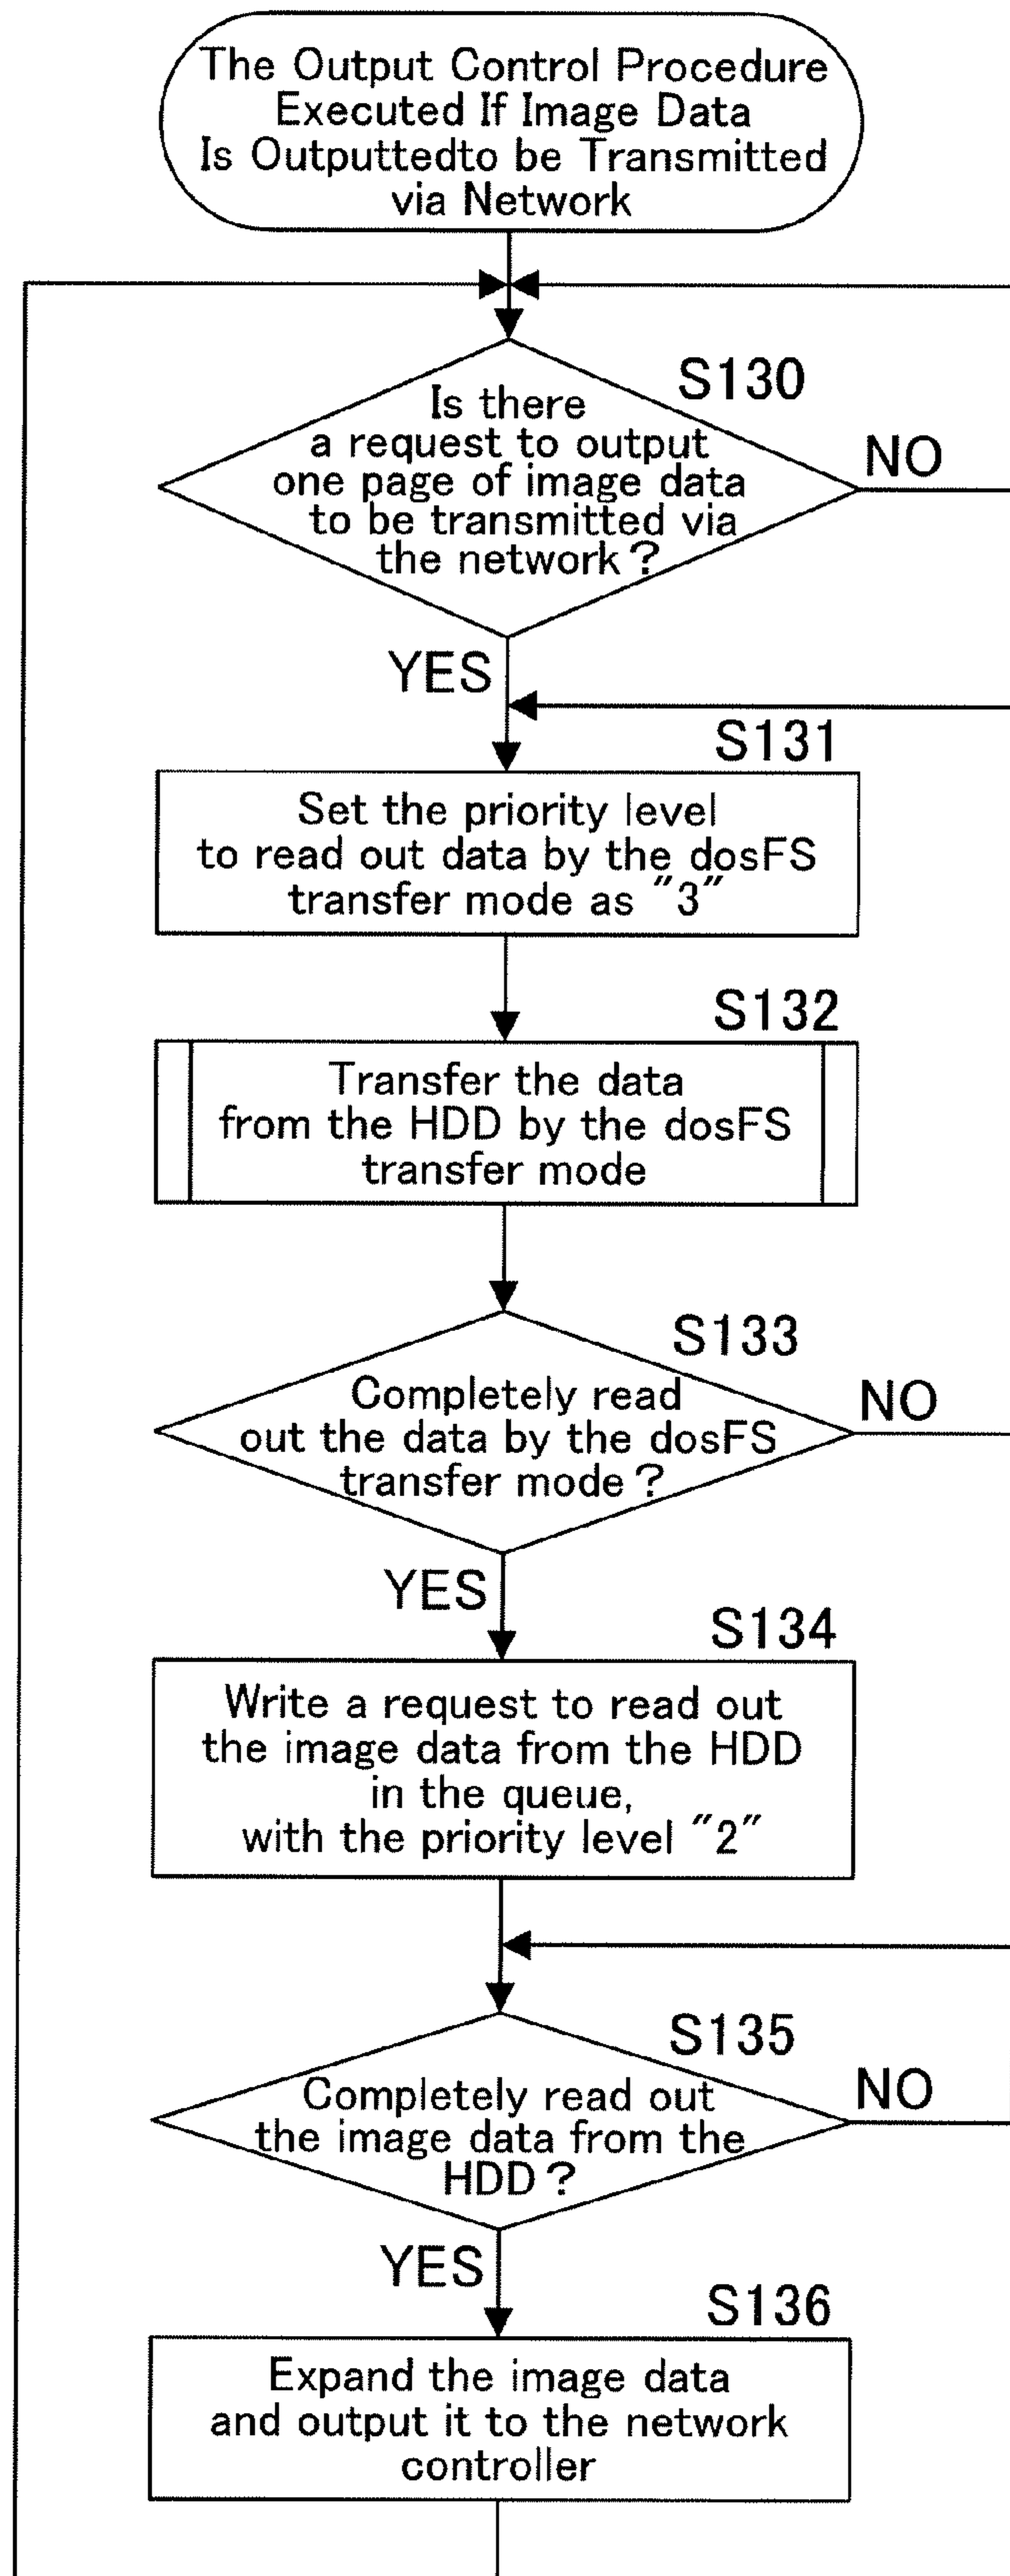 The Output Control Procedure
Executed If Image Data
Is Outputtedto be Transmitted
via Network
S130
Is there
a request to output
one page of image data
to be transmitted via
the network?
NO
YES
S131
Set the priority level
to read out data by the dosFS
transfer mode as "3"
S132
Transfer the data
from the HDD by the dosFS
transfer mode
S133
Completely read
out the data by the dosFS
transfer mode?
NO
YES
S134
Write a request to read out
the image data from the HDD
in the queue,
with the priority level "2"
S135
Completely read out
the image data from the
HDD?
NO
YES
S136
Expand the image data
and output it to the network
controller